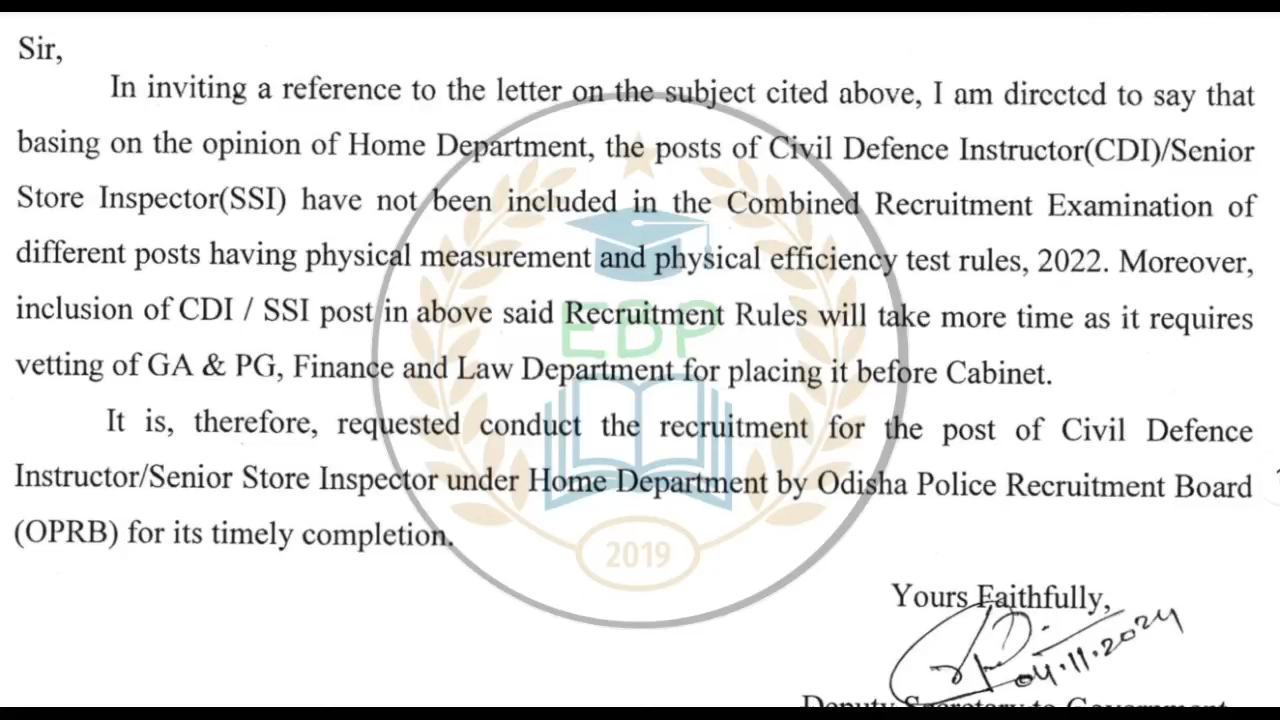 Sir,
In inviting a reference to the letter on the subject cited above, I am directed to say that
basing on the opinion of Home Department, the posts of Civil Defence Instructor(CDI)/Senior
Store Inspector(SSI) have not been included in the Combined Recruitment Examination of
different posts having physical measurement and physical efficiency test rules, 2022. Moreover,
inclusion of CDI / SSI post in above said Recruitment Rules will take more time as it requires
vetting of GA & PG, Finance and Law Department for placing it before Cabinet.
It is, therefore, requested conduct the recruitment for the post of Civil Defence
Instructor/Senior Store Inspector under Home Department by Odisha Police Recruitment Board
(OPRB) for its timely completion.
EBP
2019
Yours Faithfully,
04.11.2024
Deputy Secretary to Government